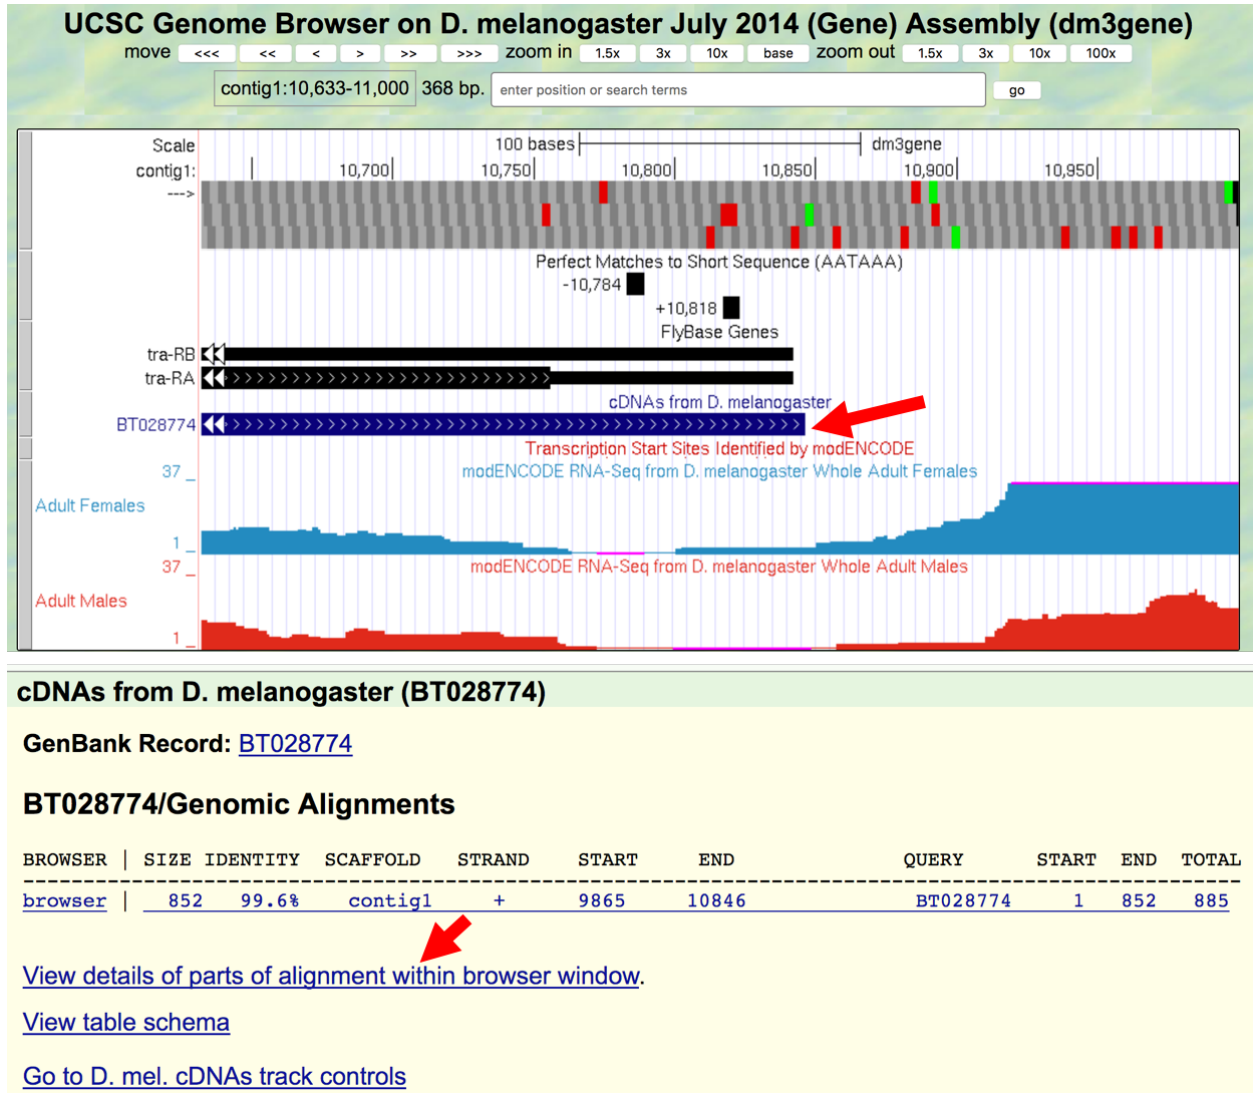 UCSC Genome Browser on D. melanogaster July 2014 (Gene) Assembly (dm3gene)
move <<< << < > >> >>> zoom in 1.5x 3x 10x base zoom out 1.5x 3x 10x 100x
contig1:10,633-11,000 368 bp. enter position or search terms go
Scale 100 bases dm3gene
contig1: 10,700 10,750 10,800 10,850 10,900 10,950
--->
Perfect Matches to Short Sequence (AATAAA)
-10,784
+10,818
FlyBase Genes
tra-RB
tra-RA
cDNAs from D. melanogaster
BT028774
Transcription Start Sites Identified by modENCODE
37 _ modENCODE RNA-Seq from D. melanogaster Whole Adult Females
Adult Females
1 _
37 _ modENCODE RNA-Seq from D. melanogaster Whole Adult Males
Adult Males
1 _
cDNAs from D. melanogaster (BT028774)
GenBank Record: BT028774
BT028774/Genomic Alignments
BROWSER | SIZE IDENTITY SCAFFOLD STRAND START END QUERY START END TOTAL
browser | 852 99.6% contig1 + 9865 10846 BT028774 1 852 885
View details of parts of alignment within browser window.
View table schema
Go to D. mel. cDNAs track controls